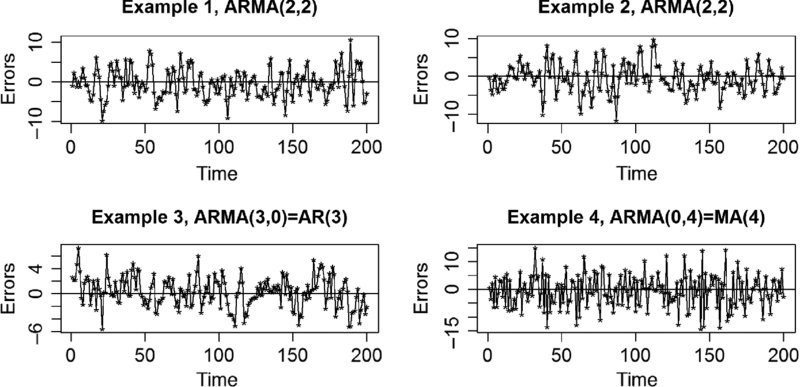 Example 1, ARMA(2,2)
Errors
10
0
−10
0
50
100
150
200
Time
Example 2, ARMA(2,2)
Errors
10
0
−10
0
50
100
150
200
Time
Example 3, ARMA(3,0)=AR(3)
Errors
4
0
−6
0
50
100
150
200
Time
Example 4, ARMA(0,4)=MA(4)
Errors
10
0
−15
0
50
100
150
200
Time